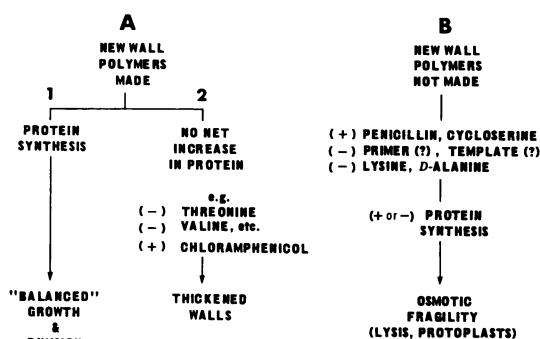 A
NEW WALL
POLYMERS
MADE
1
2
PROTEIN
SYNTHESIS
NO NET
INCREASE
IN PROTEIN
e.g.
(-) THREONINE
(-) VALINE, etc.
(+) CHLORAMPHENICOL
"BALANCED"
GROWTH
&
THICKENED
WALLS
B
NEW WALL
POLYMERS
NOT MADE
(+) PENICILLIN, CYCLOSERINE
(-) PRIMER (?), TEMPLATE (?)
(-) LYSINE, D-ALANINE
(+ or -) PROTEIN
SYNTHESIS
OSMOTIC
FRAGILITY
(LYSIS, PROTOPLASTS)